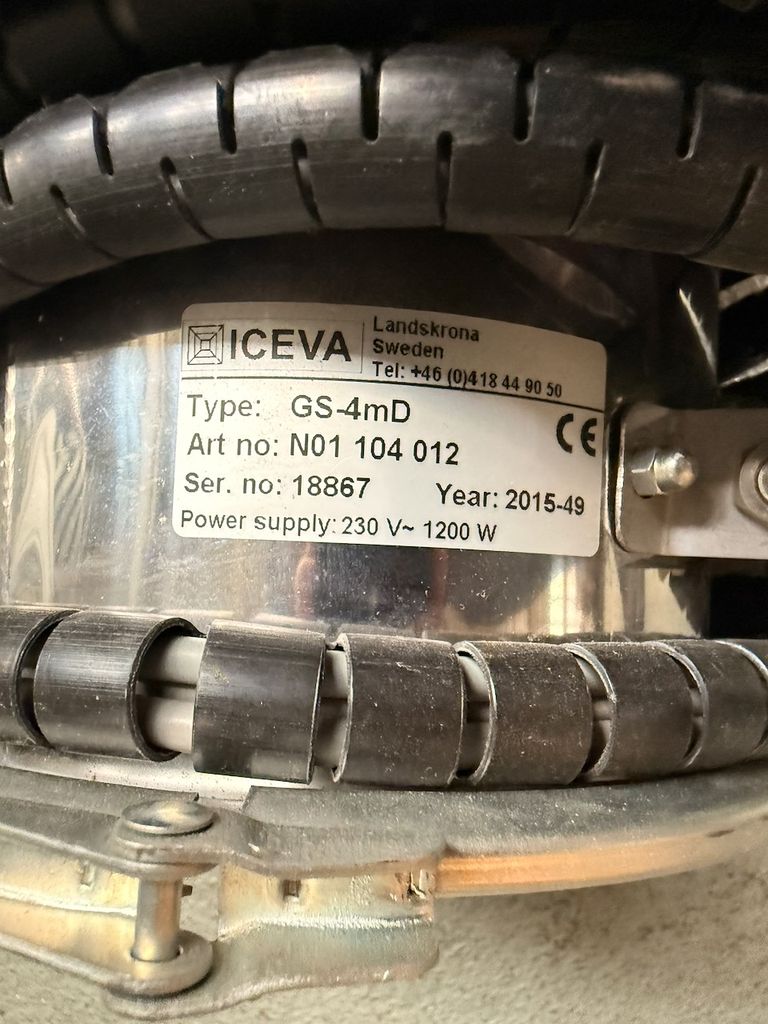 ICEVA
Landskrona
Sweden
Tel: +46 (0)418 44 90 50
Type: GS-4mD
CE
Art no: N01 104 012
Ser. no: 18867 Year: 2015-49
Power supply: 230 V~ 1200 W